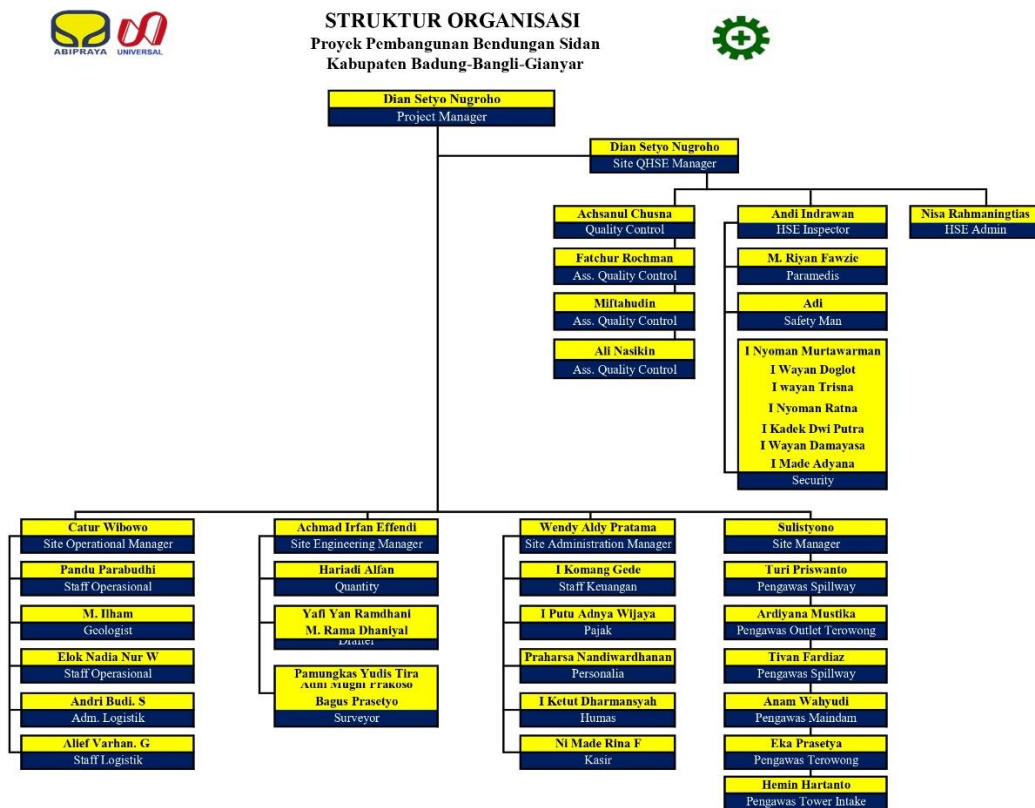 ABIPRAYA
UNIVERSAL
STRUKTUR ORGANISASI
Proyek Pembangunan Bendungan Sidan
Kabupaten Badung-Bangli-Gianyar
Dian Setyo Nugroho
Project Manager
Dian Setyo Nugroho
Site QHSE Manager
Achsanul Chusna
Quality Control
Fatchur Rochman
Ass. Quality Control
Miftahudin
Ass. Quality Control
Ali Nasikin
Ass. Quality Control
Andi Indrawan
HSE Inspector
M. Riyan Fawzie
Paramedis
Adi
Safety Man
I Nyoman Murtawarman
I Wayan Doglot
I wayan Trisna
I Nyoman Ratna
I Kadek Dwi Putra
I Wayan Damayasa
I Made Adyana
Security
Nisa Rahmaningtias
HSE Admin
Catur Wibowo
Site Operational Manager
Pandu Parabudhi
Staff Operasional
M. Ilham
Geologist
Elok Nadia Nur W
Staff Operasional
Andri Budi. S
Adm. Logistik
Alief Varhan. G
Staff Logistik
Achmad Irfan Effendi
Site Engineering Manager
Hariadi Alfan
Quantity
Yafi Yan Ramdhani
M. Rama Dhaniyal
Drafter
Pamungkas Yudis Tira
Adhi Mughi Prakoso
Bagus Prasetyo
Surveyor
Wendy Aldy Pratama
Site Administration Manager
I Komang Gede
Staff Keuangan
I Putu Adnya Wijaya
Pajak
Praharsa Nandiwardhanan
Personalia
I Ketut Dharmansyah
Humas
Ni Made Rina F
Kasir
Sulistyono
Site Manager
Turi Priswanto
Pengawas Spillway
Ardiyana Mustika
Pengawas Outlet Terowong
Tivan Fardiaz
Pengawas Spillway
Anam Wahyudi
Pengawas Maindam
Eka Prasetya
Pengawas Terowong
Hemin Hartanto
Pengawas Tower Intake